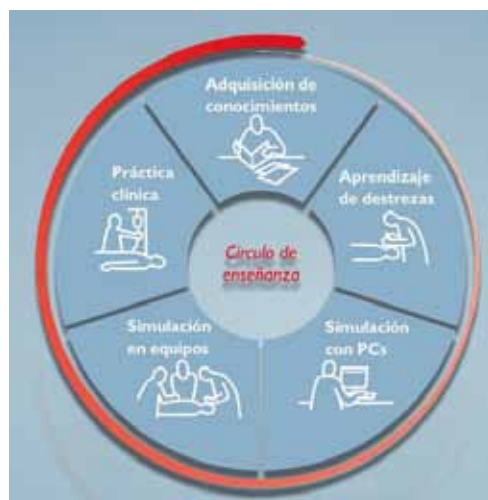 Adquisición de
conocimientos
Aprendizaje
de destrezas
Simulación
con PCs
Simulación
en equipos
Práctica
clínica
Círculo de
enseñanza